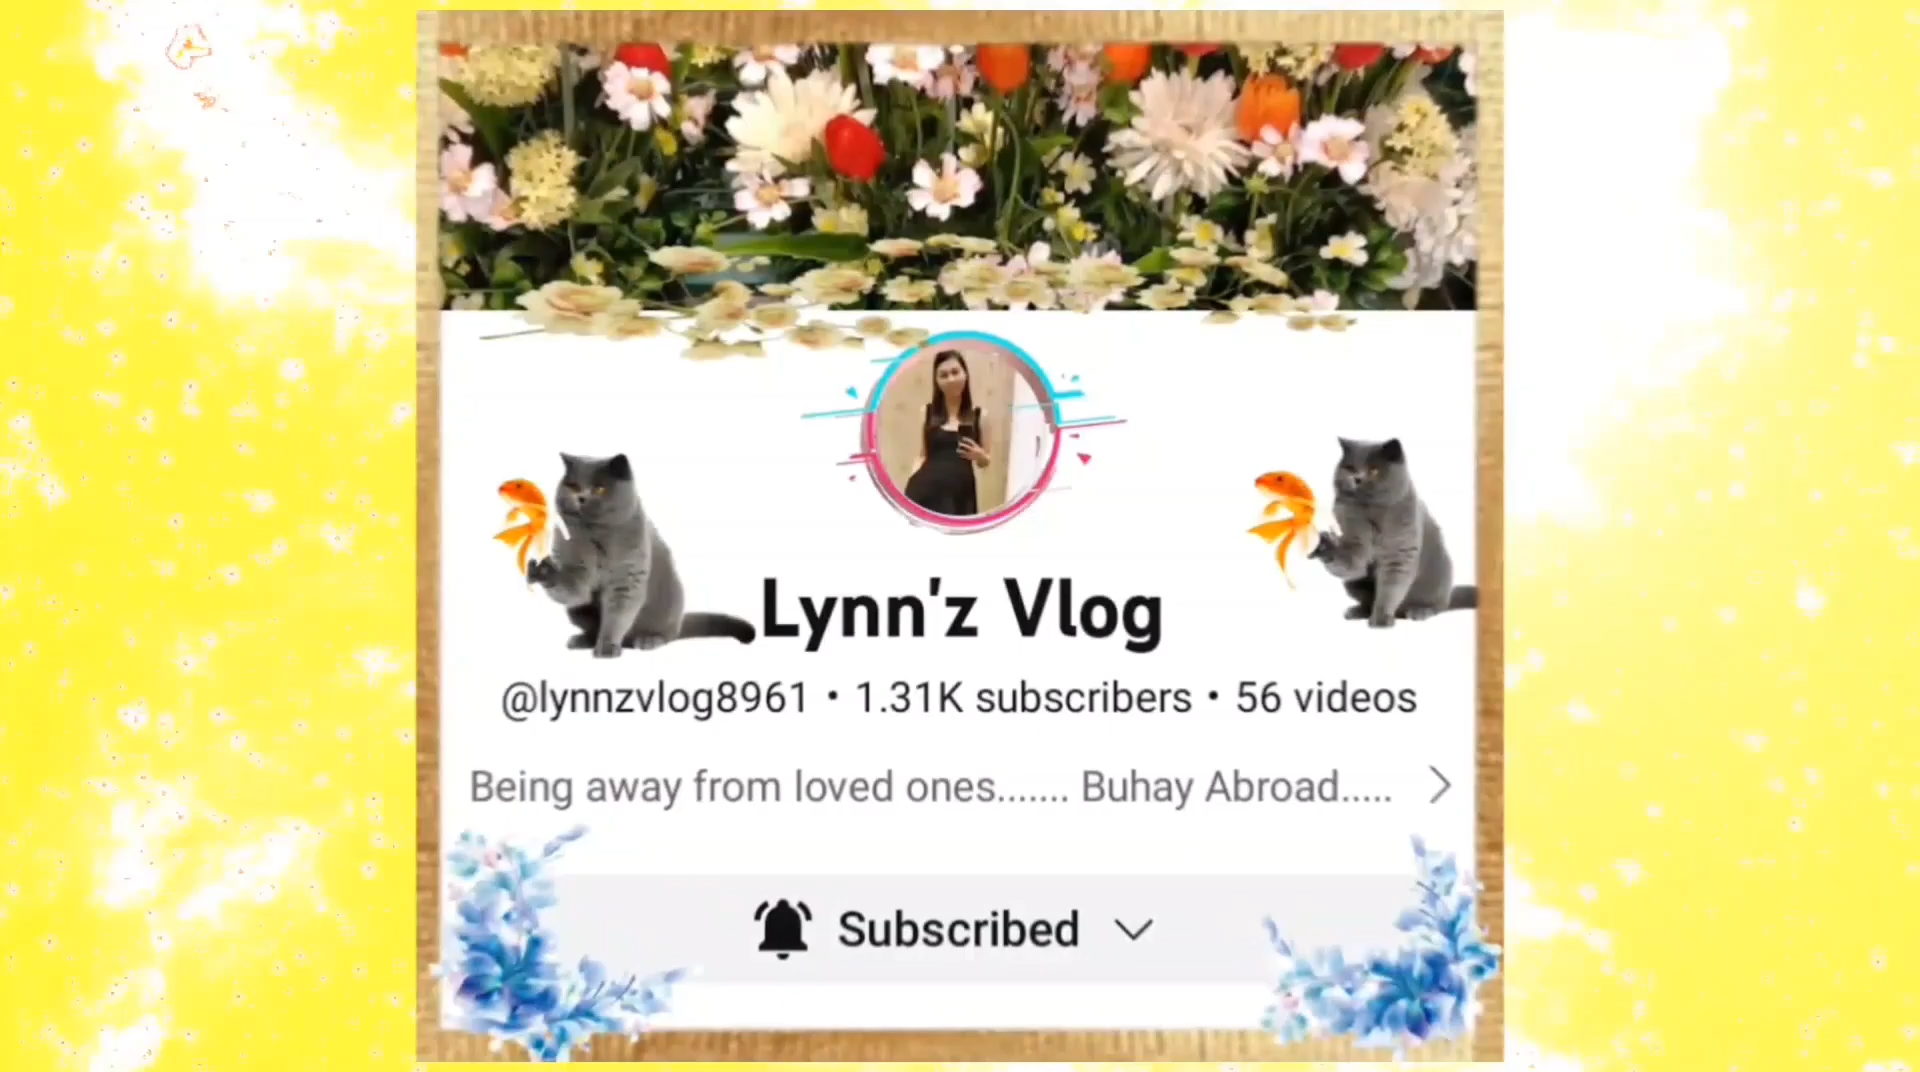 Lynn'z Vlog
@lynnzvlog8961 • 1.31K subscribers • 56 videos
Being away from loved ones....... Buhay Abroad.....
Subscribed